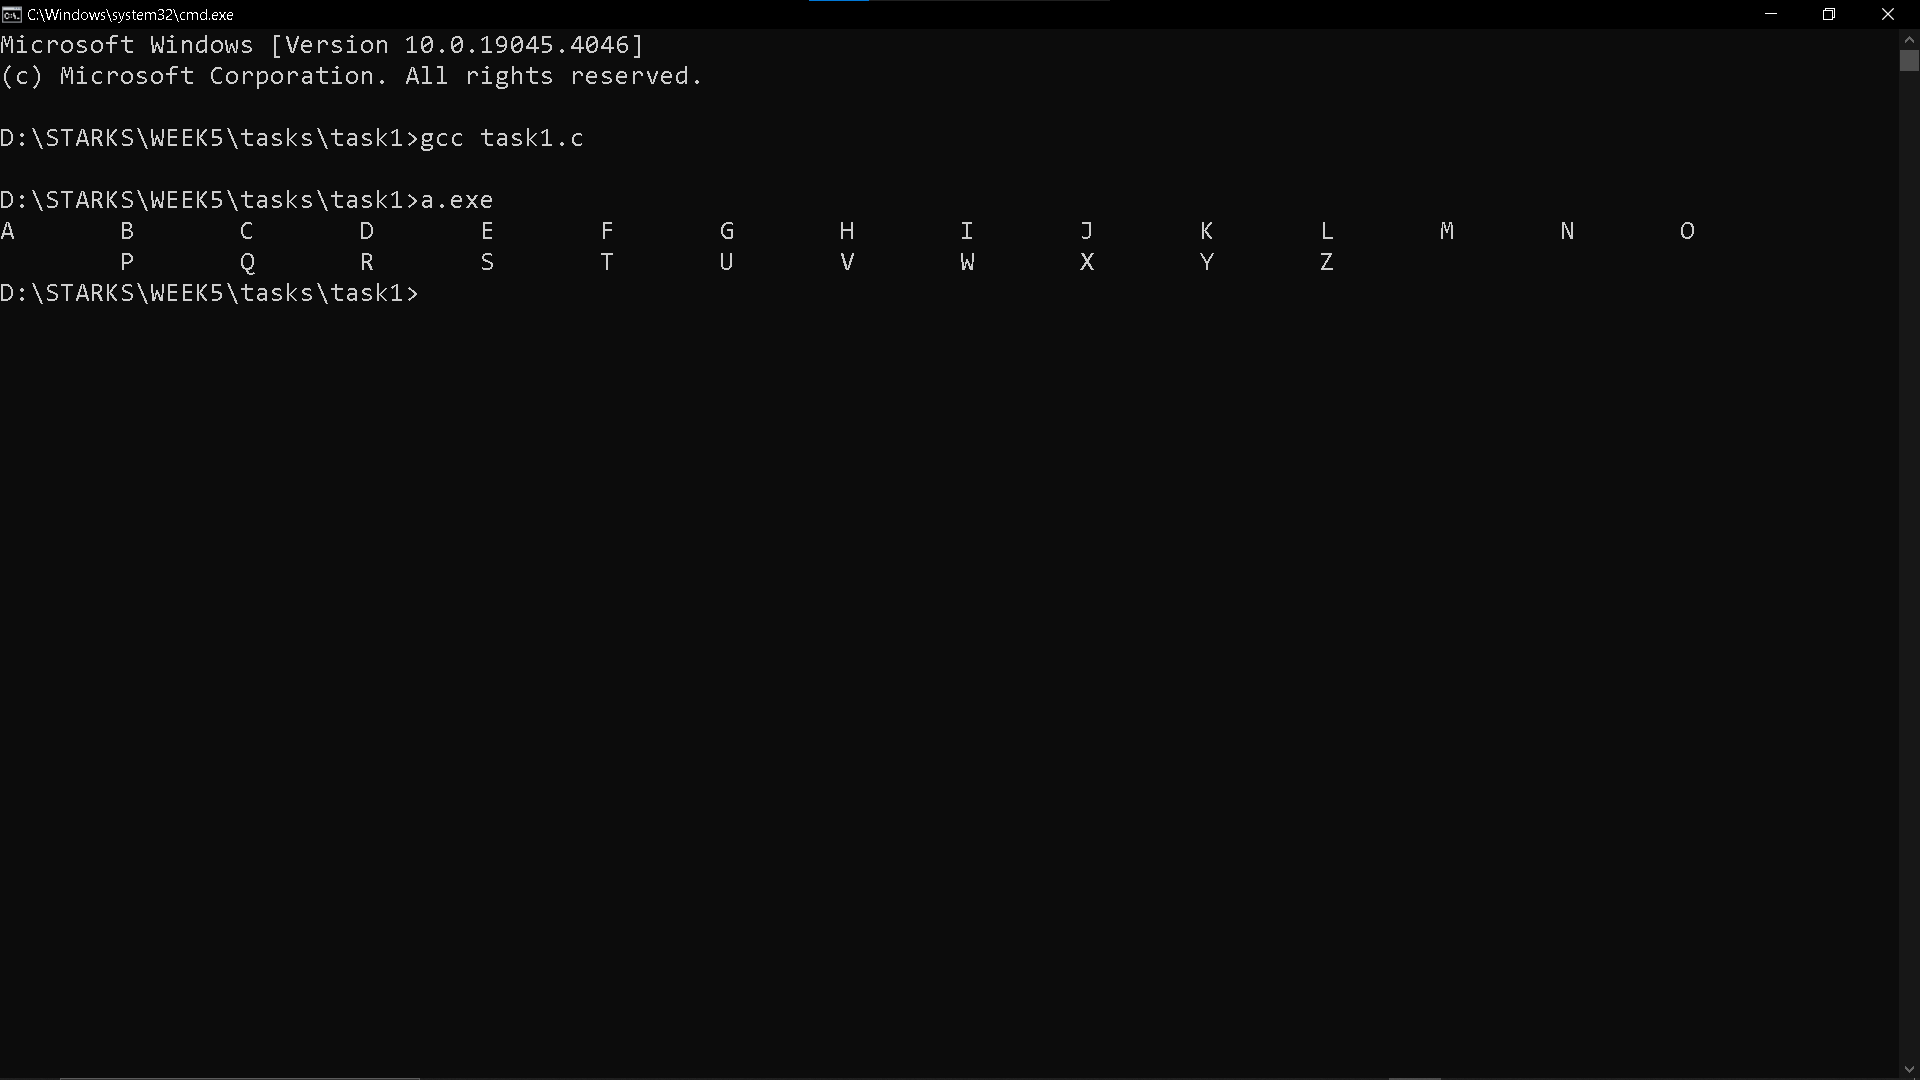 C:\Windows\system32\cmd.exe
Microsoft Windows [Version 10.0.19045.4046]
(c) Microsoft Corporation. All rights reserved.
D:\STARKS\WEEK5\tasks\task1>gcc task1.c
D:\STARKS\WEEK5\tasks\task1>a.exe
A B C D E F G H I J K L M N O
P Q R S T U V W X Y Z
D:\STARKS\WEEK5\tasks\task1>